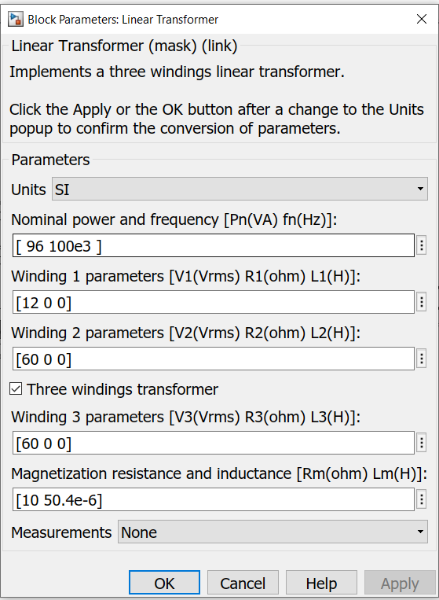 Block Parameters: Linear Transformer
Linear Transformer (mask) (link)
Implements a three windings linear transformer.
Click the Apply or the OK button after a change to the Units
popup to confirm the conversion of parameters.
Parameters
Units SI
Nominal power and frequency [Pn(VA) fn(Hz)]:
[ 96 100e3 ]
Winding 1 parameters [V1(Vrms) R1(ohm) L1(H)]:
[12 0 0]
Winding 2 parameters [V2(Vrms) R2(ohm) L2(H)]:
[60 0 0]
Three windings transformer
Winding 3 parameters [V3(Vrms) R3(ohm) L3(H)]:
[60 0 0]
Magnetization resistance and inductance [Rm(ohm) Lm(H)]:
[10 50.4e-6]
Measurements None
OK Cancel Help Apply